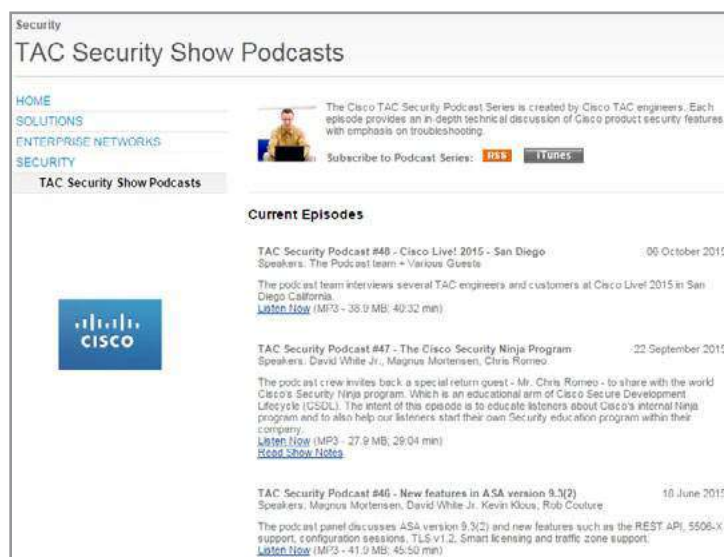 Security
TAC Security Show Podcasts
HOME
SOLUTIONS
ENTERPRISE NETWORKS
SECURITY
TAC Security Show Podcasts
CISCO
The Cisco TAC Security Podcast Series is created by Cisco TAC engineers. Each
episode provides an in depth technical discussion of Cisco product security features
with emphasis on troubleshooting.
Subscribe to Podcast Series: RSS iTunes
Current Episodes
TAC Security Podcast #48 - Cisco Live! 2015 - San Diego 06 October 2015
Speakers: The Podcast team + Various Guests
The podcast team interviews several TAC engineers and customers at Cisco Live! 2015 in San
Diego California.
Listen Now (MP3 - 38.9 MB; 40:32 min)
TAC Security Podcast #47 - The Cisco Security Ninja Program 22 September 2015
Speakers: David White Jr., Magnus Mortensen, Chris Romeo
The podcast crew invites back a special return guest - Mr. Chris Romeo - to share with the world
Cisco's Security Ninja program. Which is an educational arm of Cisco Secure Development
Lifecycle (CSDL). The intent of this episode is to educate listeners about Cisco's internal Ninja
program and to also help our listeners start their own Security education program within their
company.
Listen Now (MP3 - 27.9 MB; 29:04 min)
Read Show Notes
TAC Security Podcast #46 - New features in ASA version 9.3(2) 18 June 2015
Speakers: Magnus Mortensen, David White Jr. Kevin Klous, Rob Couture
The podcast panel discusses ASA version 9.3(2) and new features such as the REST API, 5506-X
support, configuration sessions, TLS v1.2, Smart licensing and traffic zone support.
Listen Now (MP3 - 41.9 MB; 45:50 min)